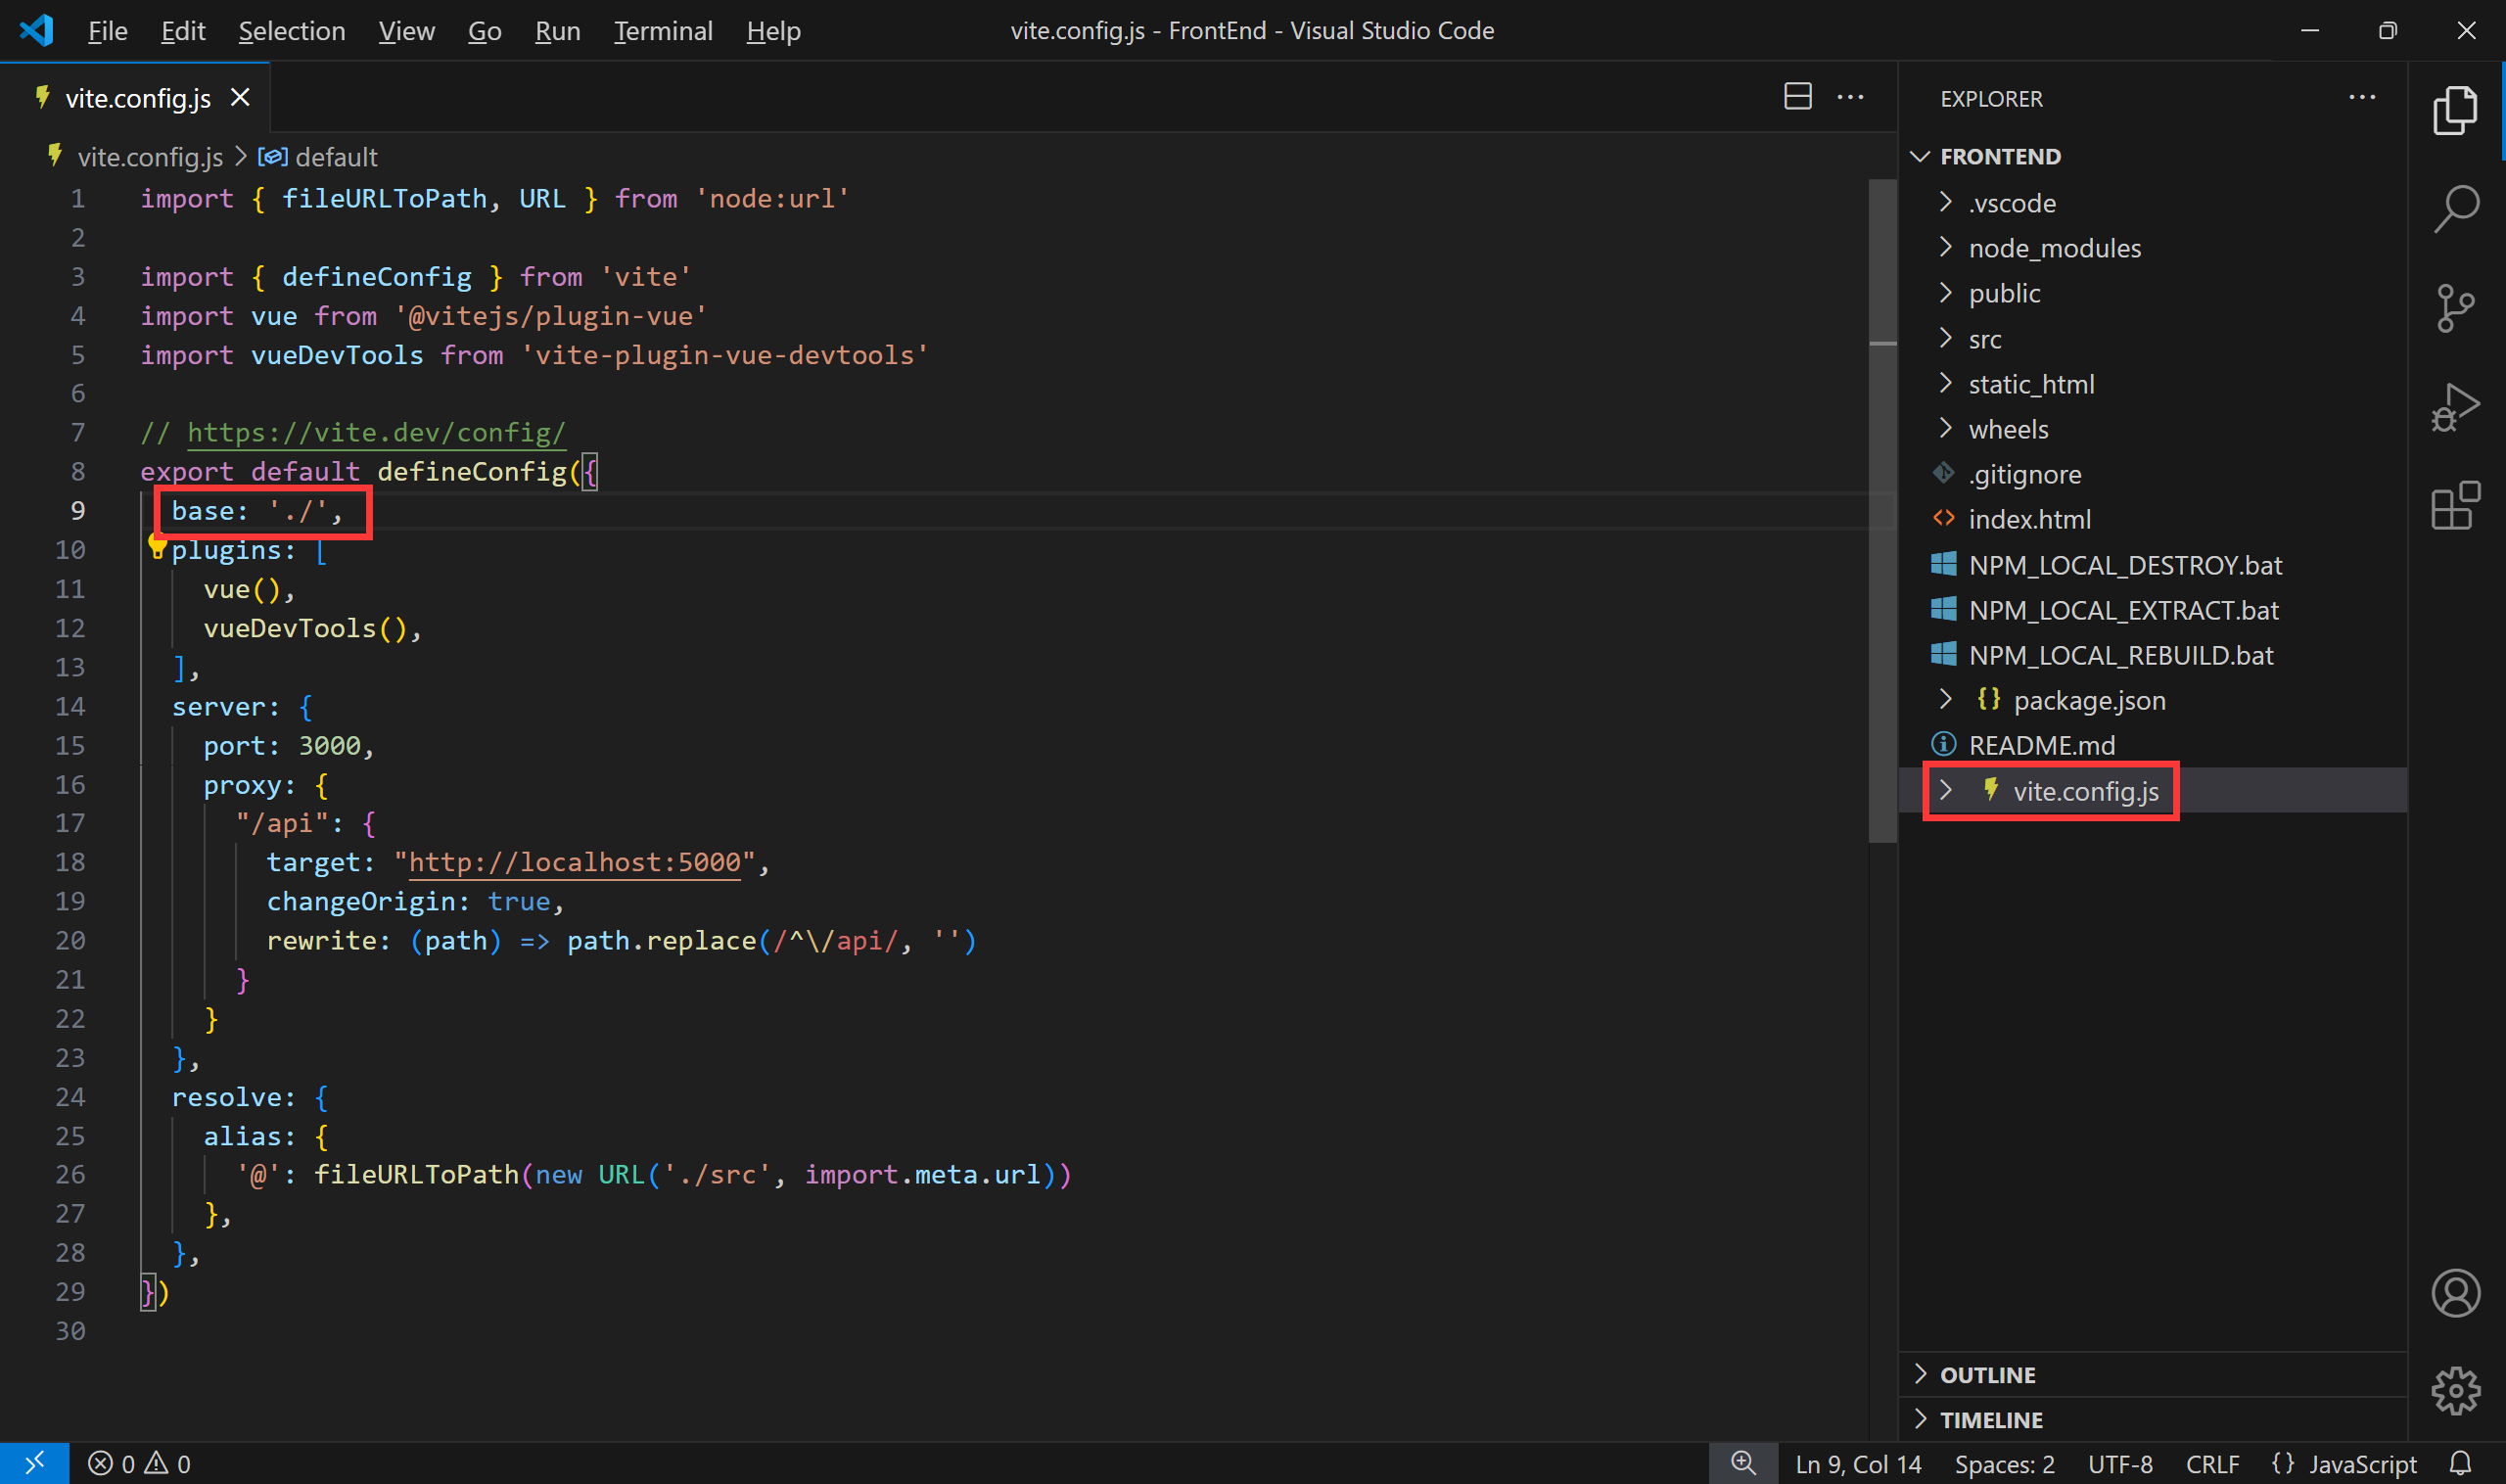 File Edit Selection View Go Run Terminal Help
vite.config.js - FrontEnd - Visual Studio Code
vite.config.js
vite.config.js > default
1 import { fileURLToPath, URL } from 'node:url'
2
3 import { defineConfig } from 'vite'
4 import vue from '@vitejs/plugin-vue'
5 import vueDevTools from 'vite-plugin-vue-devtools'
6
7 // https://vite.dev/config/
8 export default defineConfig({
9 base: './',
10 plugins: [
11 vue(),
12 vueDevTools(),
13 ],
14 server: {
15 port: 3000,
16 proxy: {
17 "/api": {
18 target: "http://localhost:5000",
19 changeOrigin: true,
20 rewrite: (path) => path.replace(/^\/api/, '')
21 }
22 }
23 },
24 resolve: {
25 alias: {
26 '@': fileURLToPath(new URL('./src', import.meta.url))
27 },
28 },
29 })
30
EXPLORER
FRONTEND
.vscode
node_modules
public
src
static_html
wheels
.gitignore
index.html
NPM_LOCAL_DESTROY.bat
NPM_LOCAL_EXTRACT.bat
NPM_LOCAL_REBUILD.bat
{} package.json
README.md
vite.config.js
OUTLINE
TIMELINE
0 0
Ln 9, Col 14 Spaces: 2 UTF-8 CRLF {} JavaScript